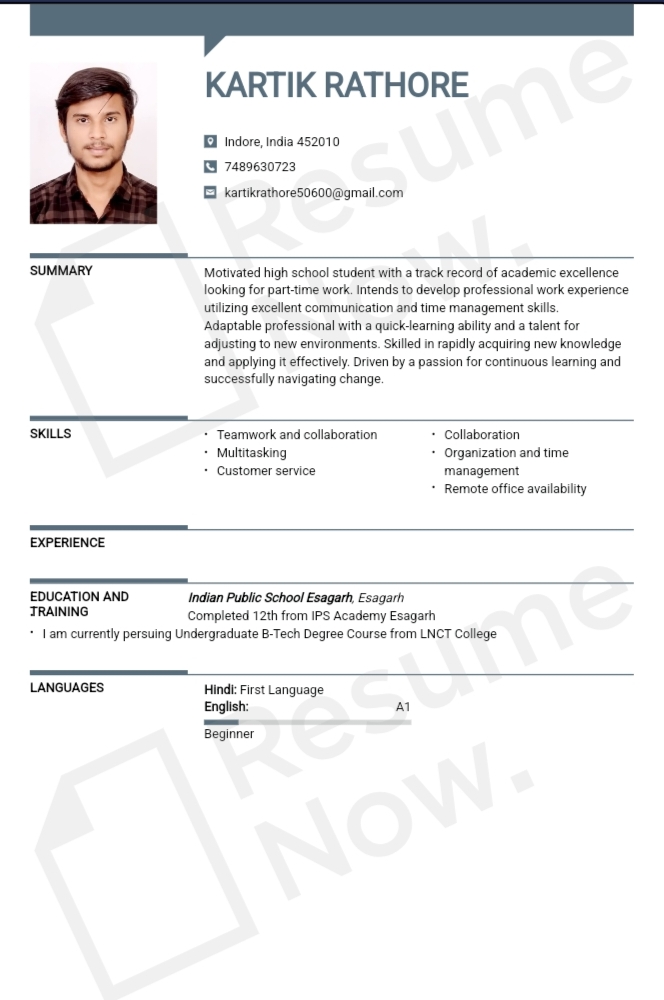 KARTIK RATHORE
Indore, India 452010
7489630723
kartikrathore50600@gmail.com
SUMMARY
Motivated high school student with a track record of academic excellence
looking for part-time work. Intends to develop professional work experience
utilizing excellent communication and time management skills.
Adaptable professional with a quick-learning ability and a talent for
adjusting to new environments. Skilled in rapidly acquiring new knowledge
and applying it effectively. Driven by a passion for continuous learning and
successfully navigating change.
SKILLS
· Teamwork and collaboration
· Multitasking
· Customer service
· Collaboration
· Organization and time
management
· Remote office availability
EXPERIENCE
EDUCATION AND
TRAINING
Indian Public School Esagarh, Esagarh
Completed 12th from IPS Academy Esagarh
· I am currently persuing Undergraduate B-Tech Degree Course from LNCT College
LANGUAGES
Hindi: First Language
English: A1
Beginner
Resume
Now.
Resume
Now.